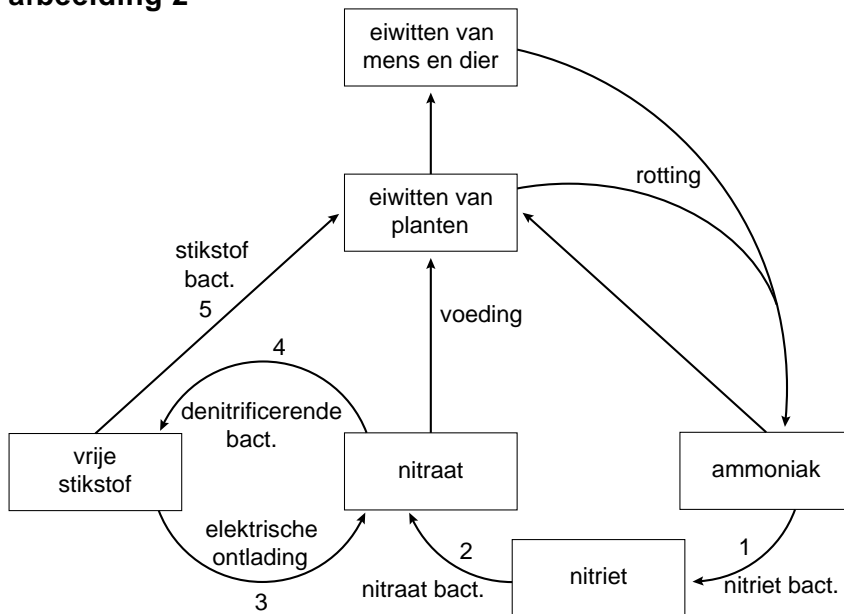 afbeelding 2
eiwitten van
mens en dier
rotting
eiwitten van
planten
stikstof
bact.
5
voeding
4
denitrificerende
bact.
vrije
stikstof
nitraat
ammoniak
elektrische
ontlading
3
2
nitraat bact.
nitriet
1
nitriet bact.